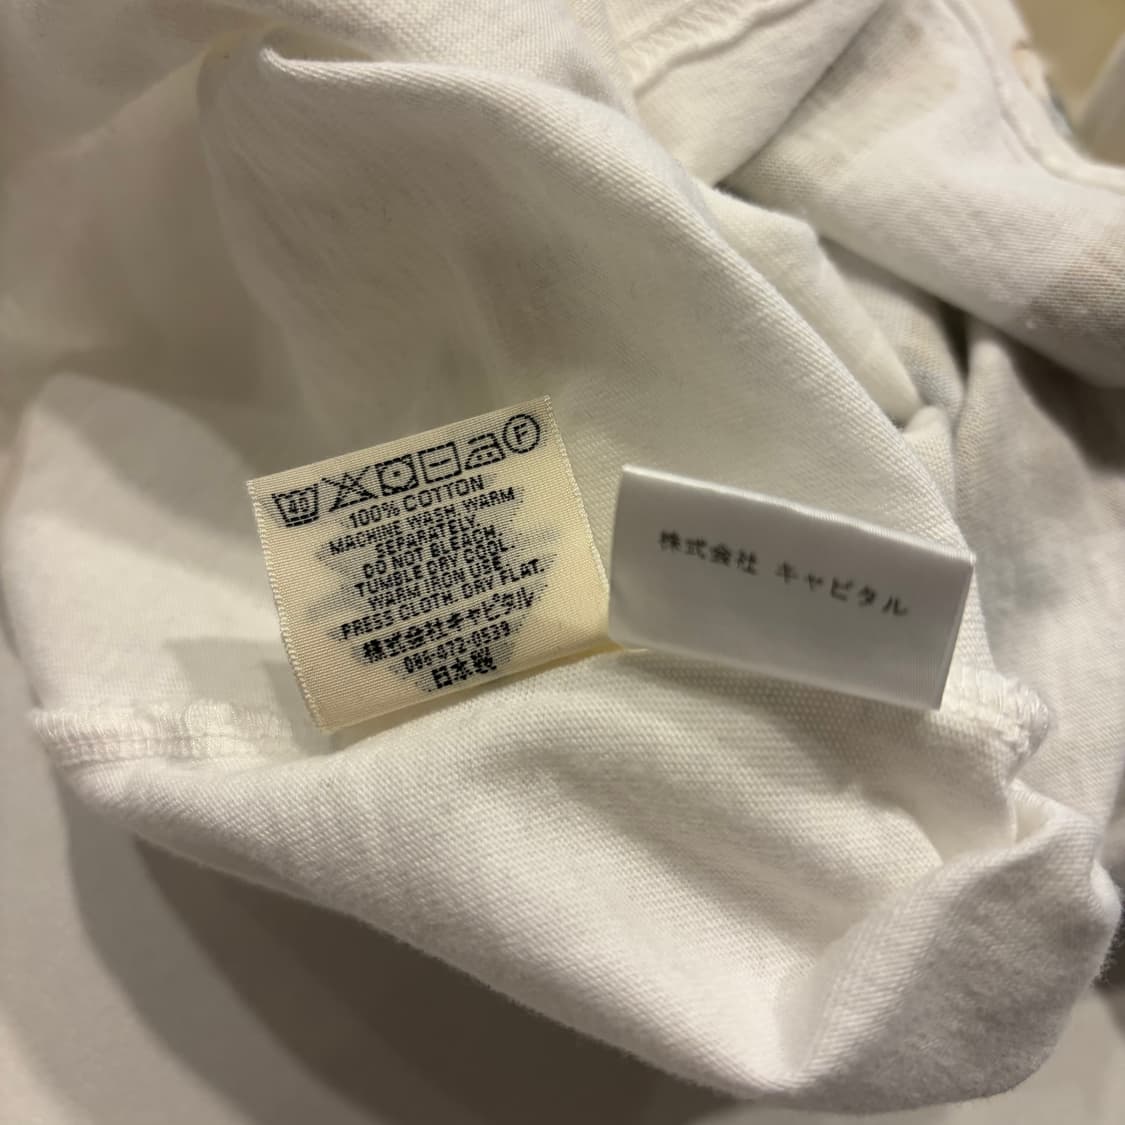 40 F
100% COTTON
MACHINE WASH WARM
SEPARATELY.
DO NOT BLEACH.
TUMBLE DRY COOL.
WARM IRON USE.
PRESS CLOTH. DRY FLAT.
株式会社キャピタル
086-472-0539
日本製
株式会社 キャピタル